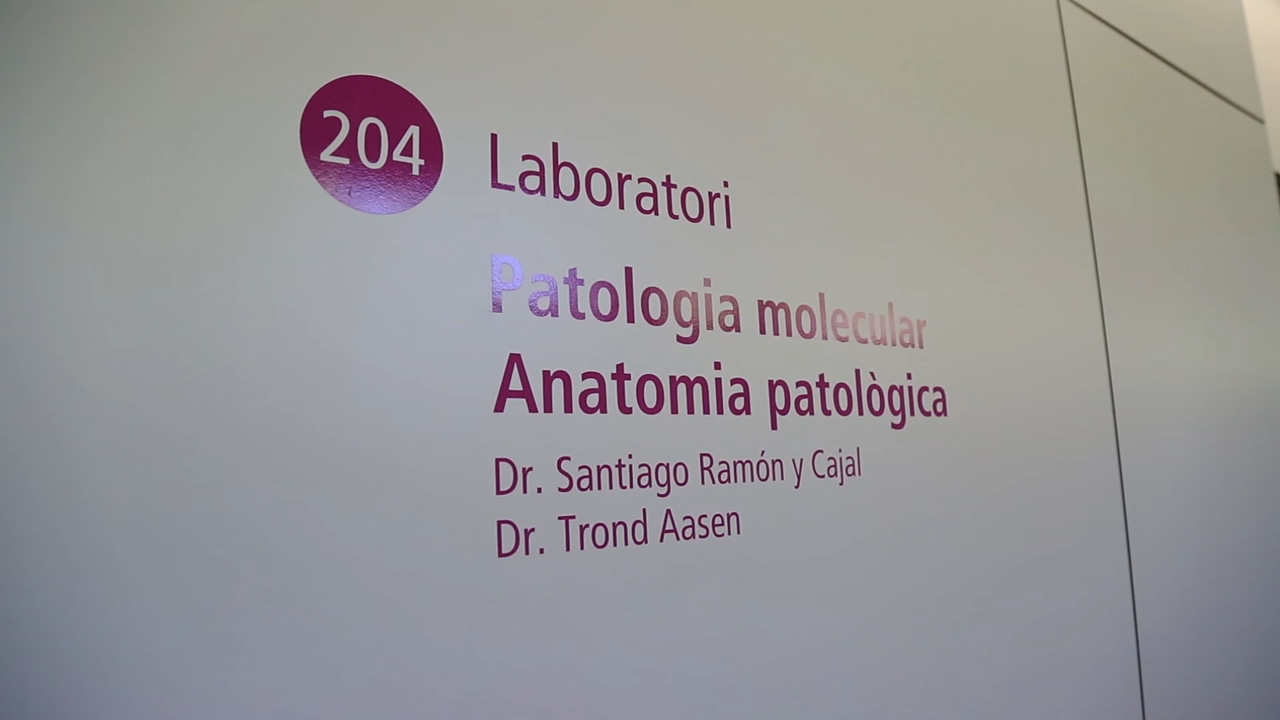 204
Laboratori
Patologia molecular
Anatomia patològica
Dr. Santiago Ramón y Cajal
Dr. Trond Aasen